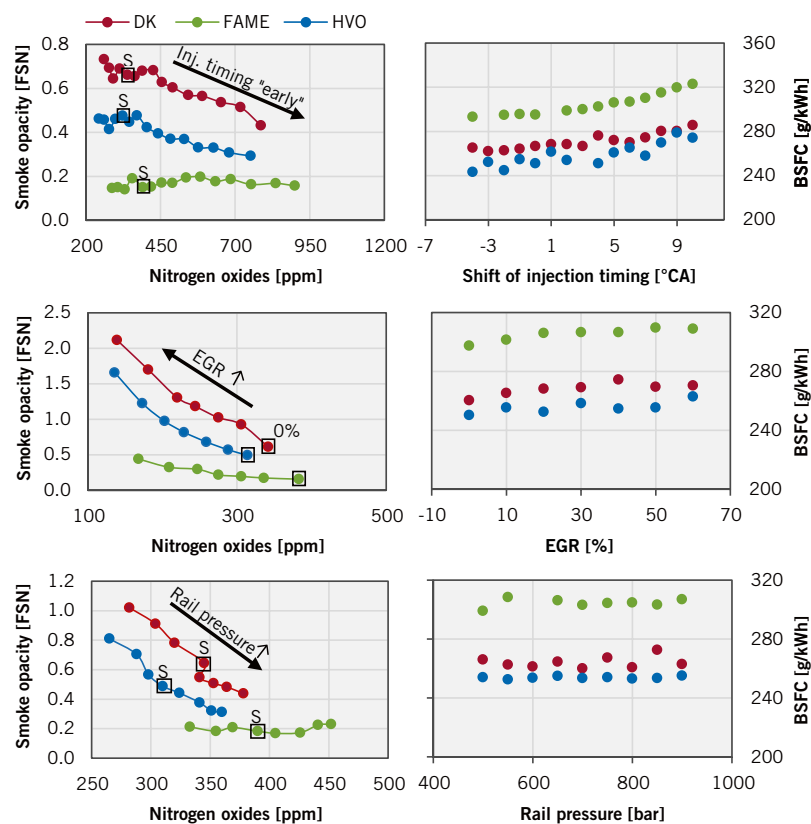 DK FAME HVO
Smoke opacity [FSN]
0.8
0.6
0.4
0.2
0.0
S
S
S
Inj. timing "early"
200 450 700 950 1200
Nitrogen oxides [ppm]
360
320
280
240
200
BSFC [g/kWh]
-7 -3 1 5 9
Shift of injection timing [°CA]
Smoke opacity [FSN]
2.5
2.0
1.5
1.0
0.5
0.0
EGR ↑
0%
100 300 500
Nitrogen oxides [ppm]
320
280
240
200
BSFC [g/kWh]
-10 10 30 50 70
EGR [%]
Smoke opacity [FSN]
1.2
1.0
0.8
0.6
0.4
0.2
0.0
Rail pressure ↑
S
S
S
250 300 350 400 450 500
Nitrogen oxides [ppm]
320
280
240
200
BSFC [g/kWh]
400 600 800 1000
Rail pressure [bar]